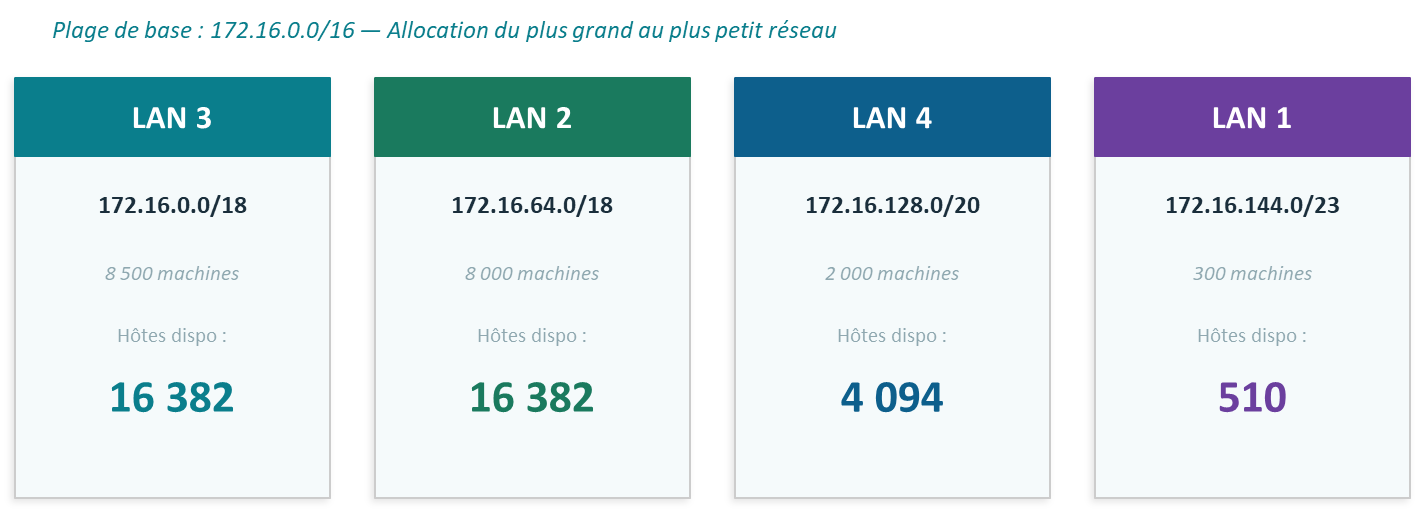 Plage de base : 172.16.0.0/16 — Allocation du plus grand au plus petit réseau
LAN 3
172.16.0.0/18
8 500 machines
Hôtes dispo :
16 382
LAN 2
172.16.64.0/18
8 000 machines
Hôtes dispo :
16 382
LAN 4
172.16.128.0/20
2 000 machines
Hôtes dispo :
4 094
LAN 1
172.16.144.0/23
300 machines
Hôtes dispo :
510